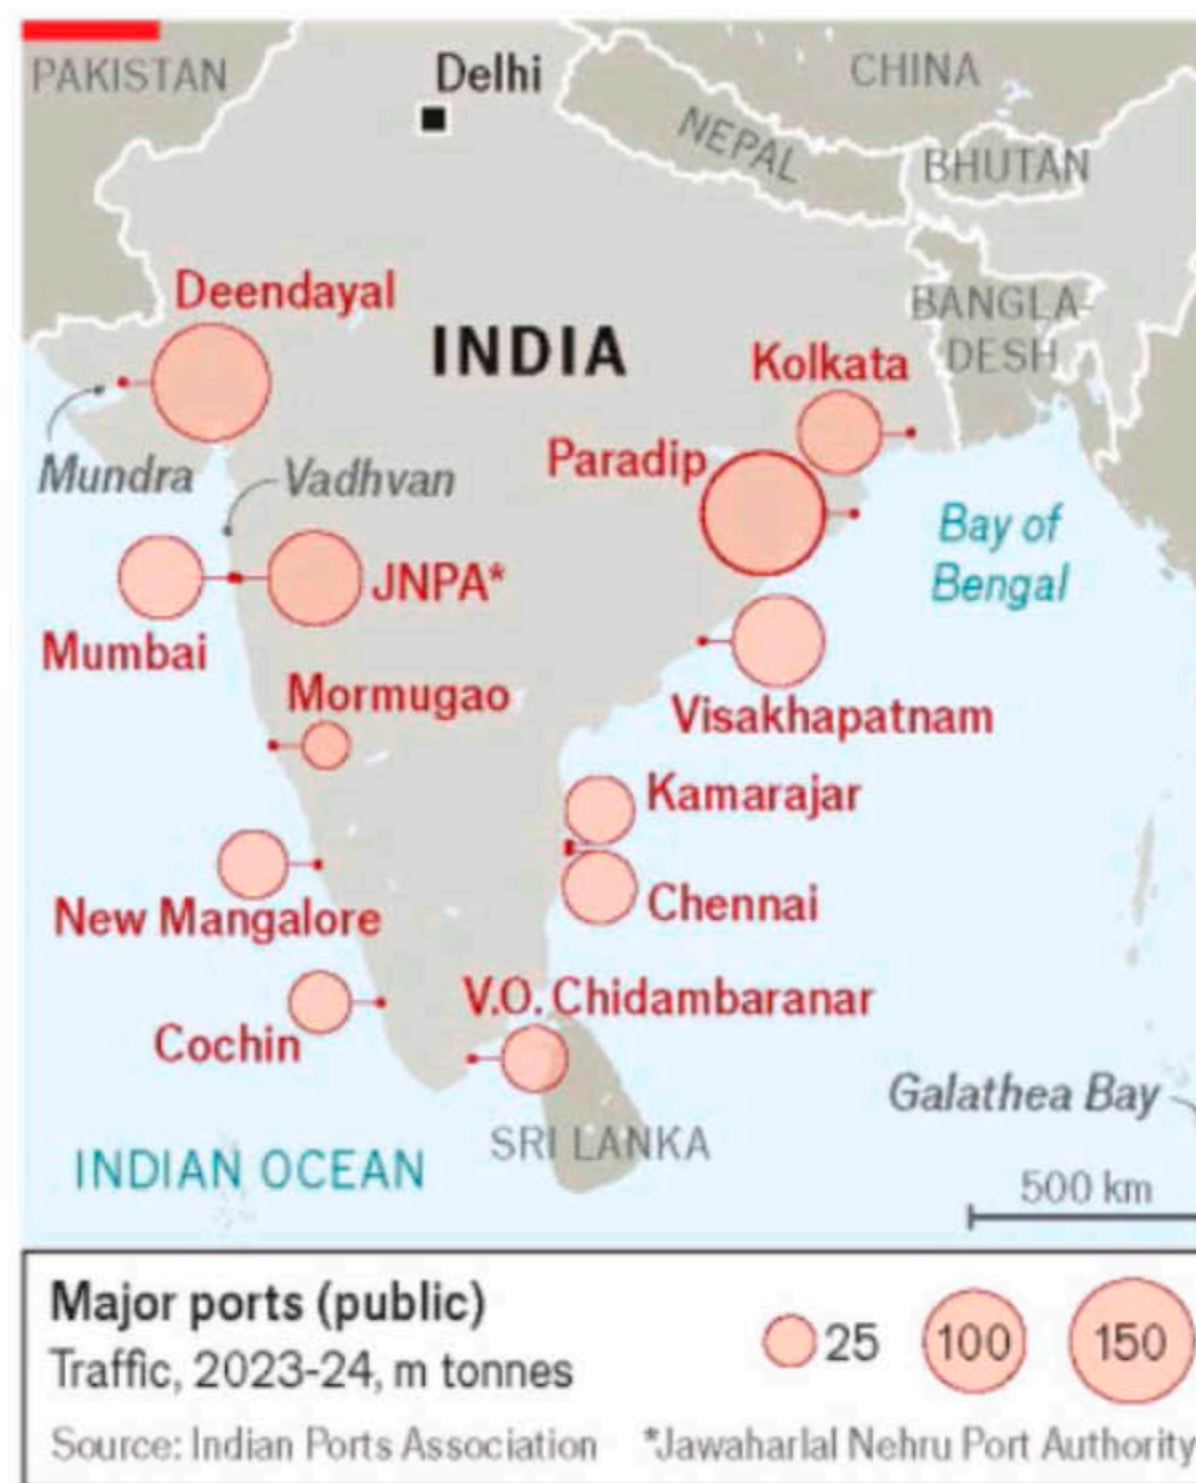 PAKISTAN
Delhi
CHINA
NEPAL
BHUTAN
Deendayal
BANGLA-
DESH
INDIA
Kolkata
Mundra
Vadhvan
Paradip
Bay of
Bengal
JNPA*
Mumbai
Mormugao
Visakhapatnam
Kamarajar
New Mangalore
Chennai
V.O. Chidambaranar
Cochin
Galathea Bay
SRI LANKA
INDIAN OCEAN
500 km
Major ports (public)
Traffic, 2023-24, m tonnes
25
100
150
Source: Indian Ports Association
*Jawaharlal Nehru Port Authority